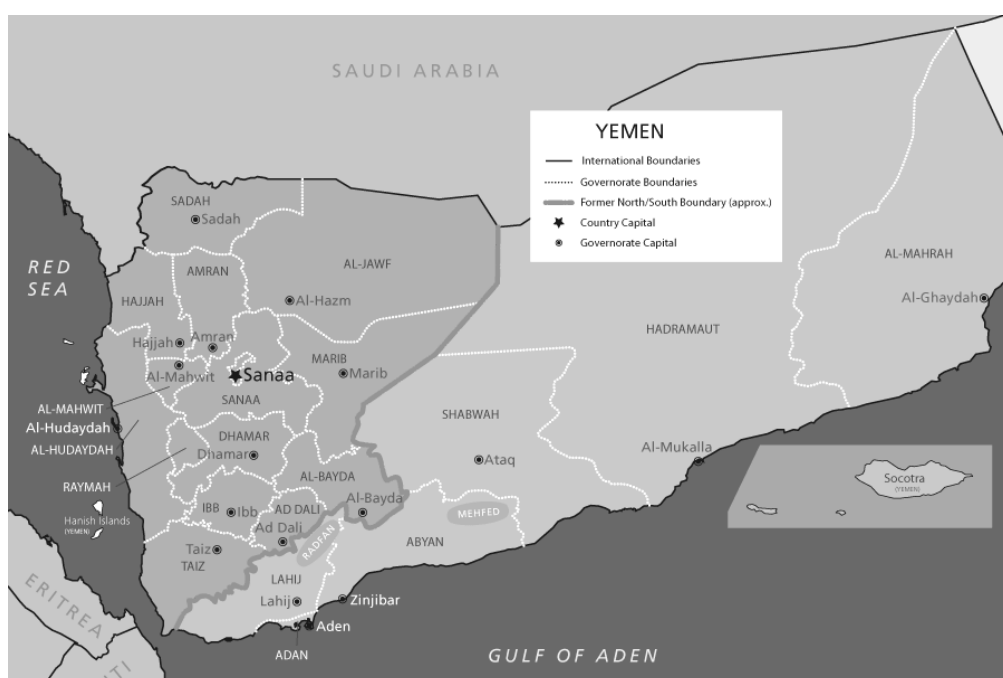 SAUDI ARABIA
YEMEN
International Boundaries
Governorate Boundaries
Former North/South Boundary (approx.)
Country Capital
Governorate Capital
SADAH
Sadah
RED
SEA
AMRAN
AL-JAWF
AL-MAHRAH
HAJJAH
Al-Hazm
Al-Ghaydah
HADRAMAUT
Hajjah
Amran
MARIB
Al-Mahwit
Sanaa
Marib
SANAA
AL-MAHWIT
SHABWAH
Al-Hudaydah
DHAMAR
AL-HUDAYDAH
Dhamar
Al-Mukalla
Ataq
AL-BAYDA
RAYMAH
Socotra
(YEMEN)
Al-Bayda
IBB
Ibb
AD DALI
MEHFED
Hanish Islands
(YEMEN)
Ad Dali
ABYAN
RADFAN
Taiz
TAIZ
LAHIJ
ERITREA
Lahij
Zinjibar
Aden
ADAN
GULF OF ADEN